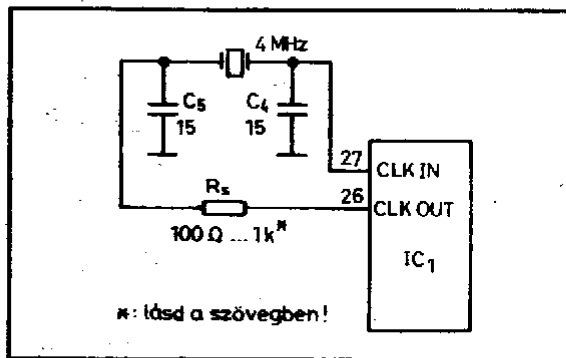 4 MHz
C5
15
C4
15
27
CLK IN
Rs
26
CLK OUT
100 Ω ... 1k*
IC1
*: lásd a szövegben!